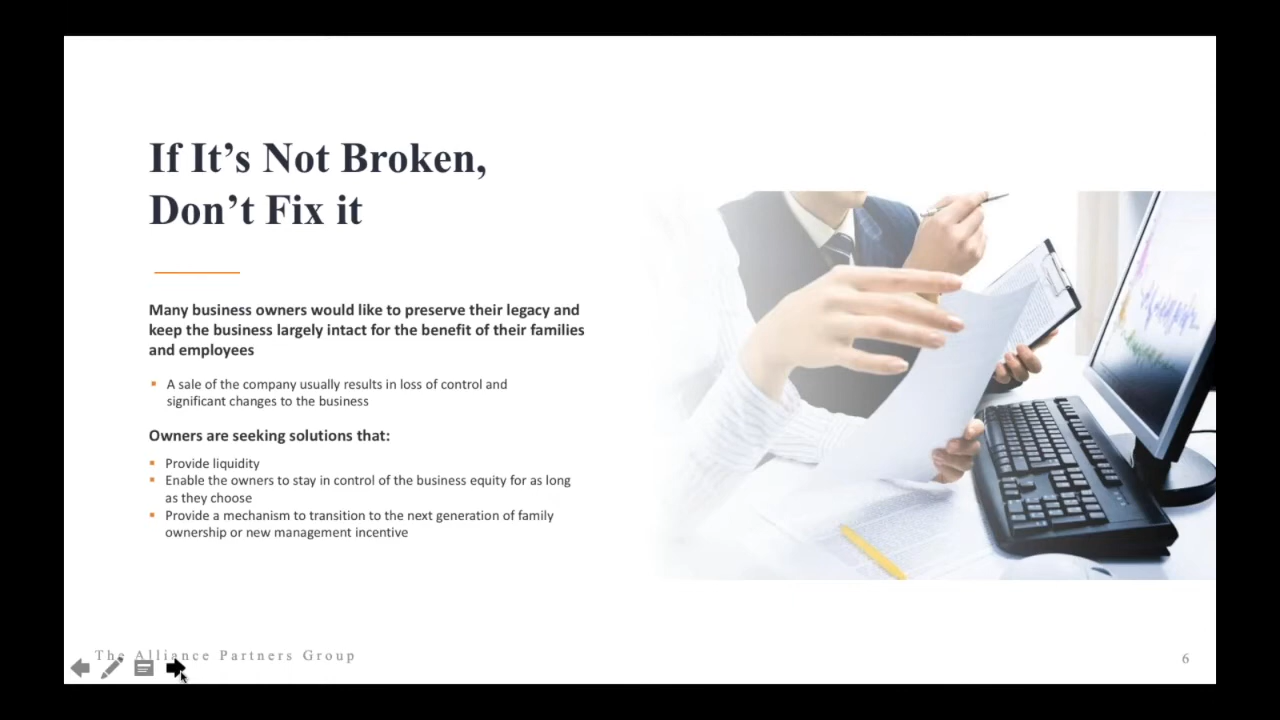 If It’s Not Broken,
Don’t Fix it
Many business owners would like to preserve their legacy and
keep the business largely intact for the benefit of their families
and employees
▪ A sale of the company usually results in loss of control and
significant changes to the business
Owners are seeking solutions that:
▪ Provide liquidity
▪ Enable the owners to stay in control of the business equity for as long
as they choose
▪ Provide a mechanism to transition to the next generation of family
ownership or new management incentive
The Alliance Partners Group
6